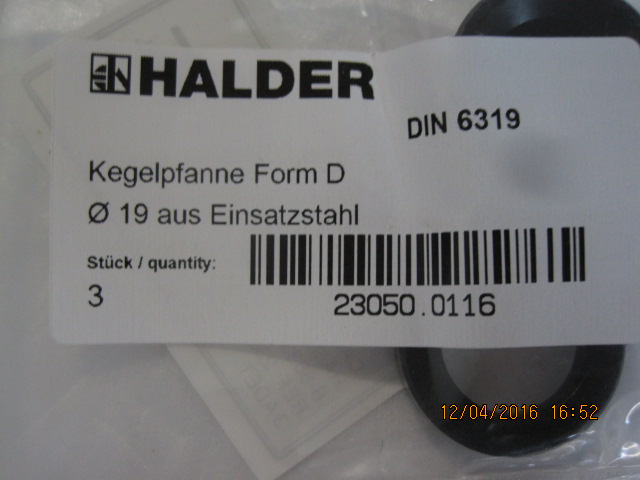 HALDER
DIN 6319
Kegelpfanne Form D
Ø 19 aus Einsatzstahl
Stück / quantity:
3
23050.0116
12/04/2016 16:52